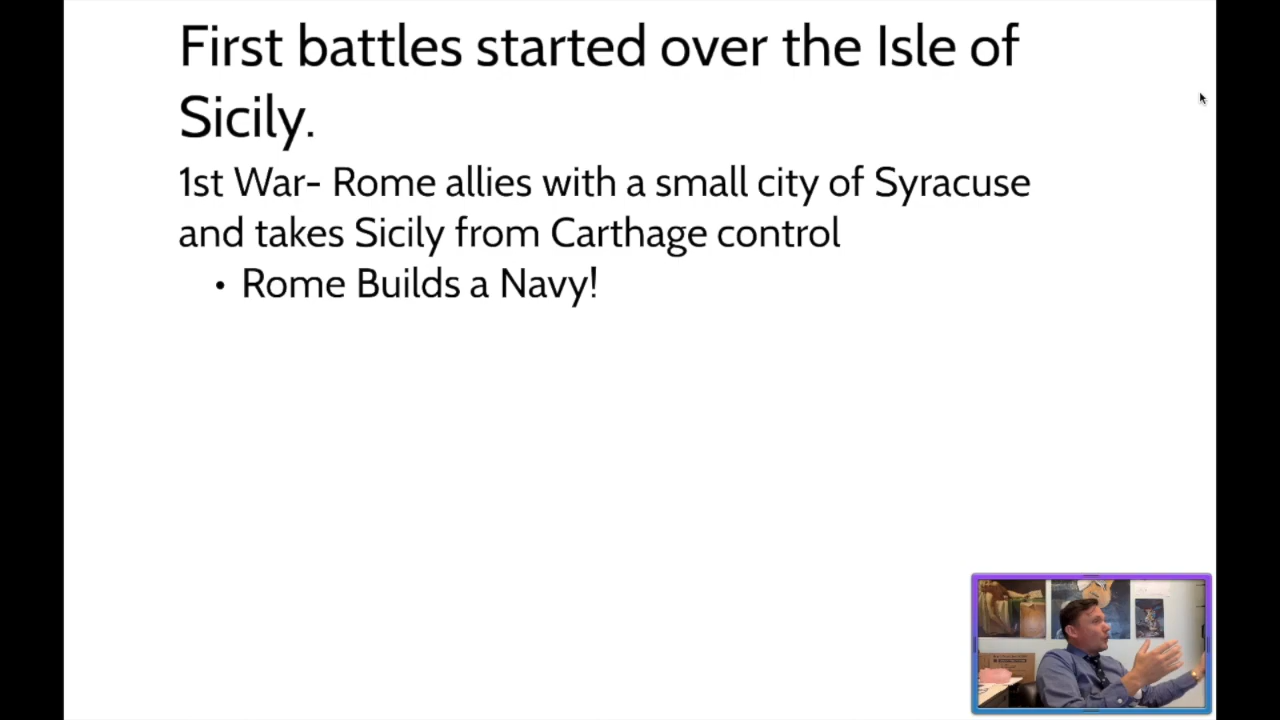 First battles started over the Isle of
Sicily.
1st War- Rome allies with a small city of Syracuse
and takes Sicily from Carthage control
• Rome Builds a Navy!